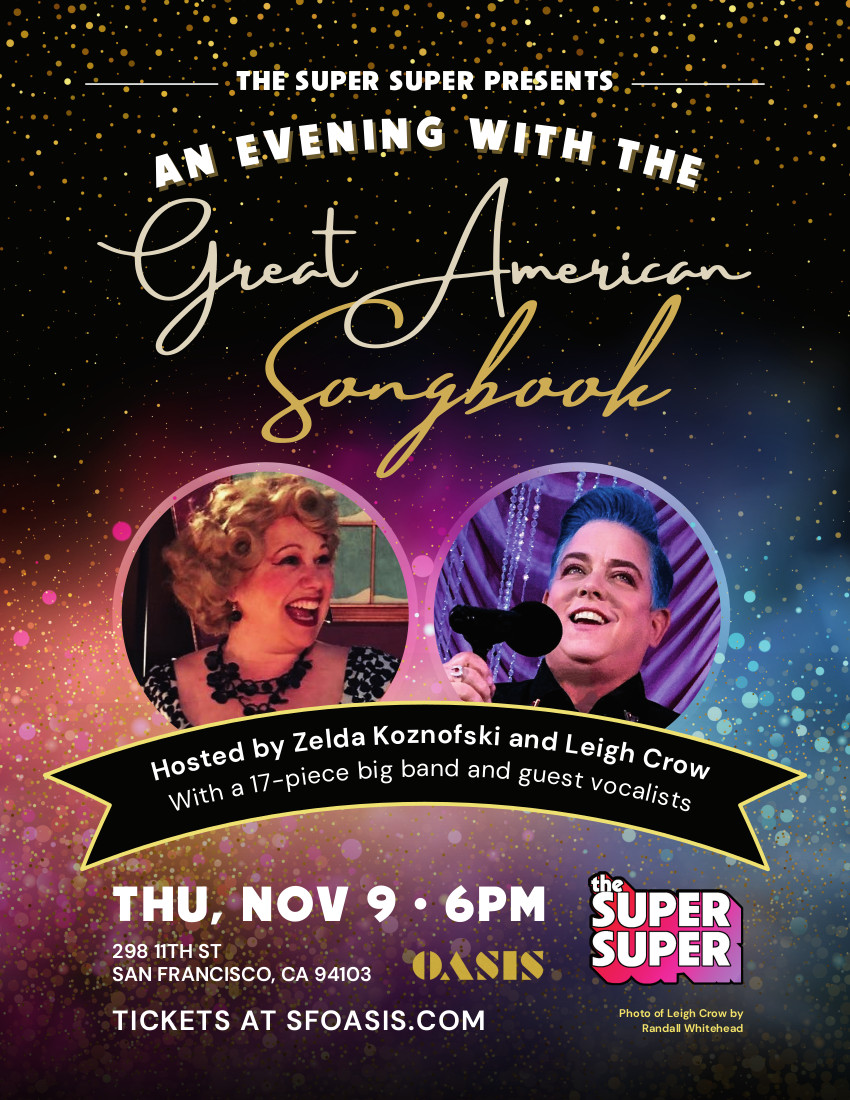 THE SUPER SUPER PRESENTS
AN EVENING WITH THE
Great American
Songbook
Hosted by Zelda Koznofski and Leigh Crow
With a 17-piece big band and guest vocalists
THU, NOV 9 • 6PM
298 11TH ST
SAN FRANCISCO, CA 94103
OASIS
TICKETS AT SFOASIS.COM
the
SUPER
SUPER
Photo of Leigh Crow by
Randall Whitehead